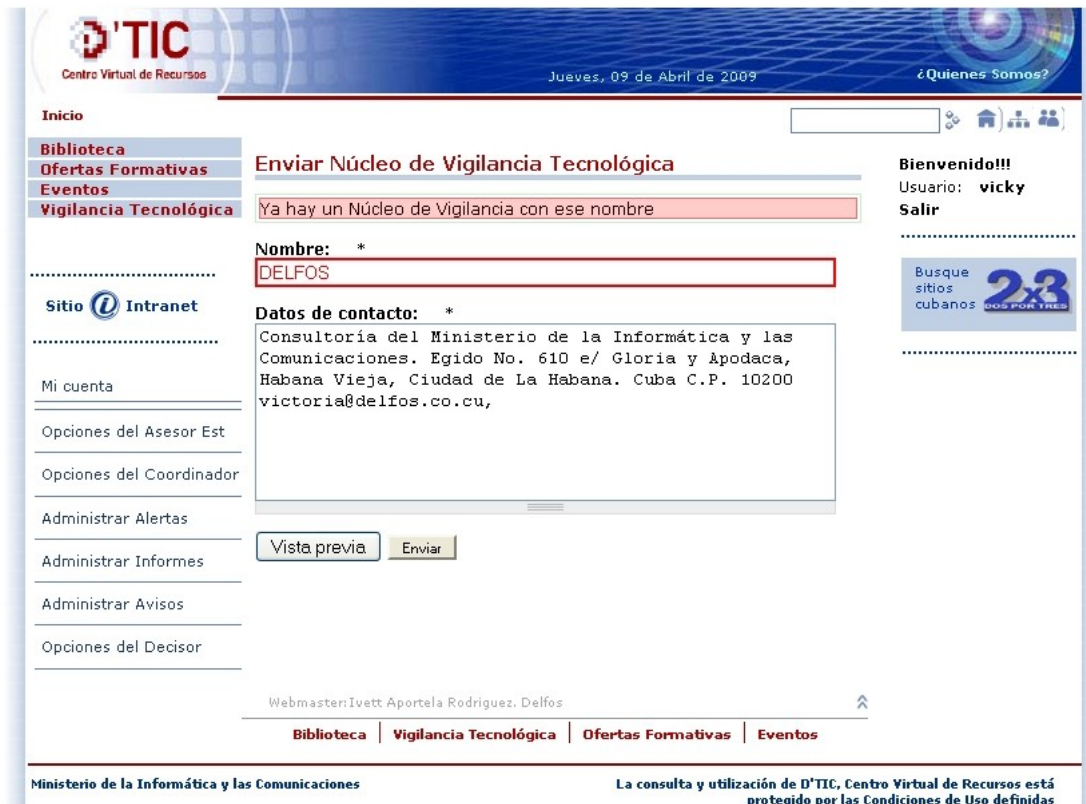 D'TIC
Centro Virtual de Recursos
Jueves, 09 de Abril de 2009
¿Quienes Somos?
Inicio
Biblioteca
Ofertas Formativas
Eventos
Vigilancia Tecnológica
Sitio i Intranet
Mi cuenta
Opciones del Asesor Est
Opciones del Coordinador
Administrar Alertas
Administrar Informes
Administrar Avisos
Opciones del Decisor
Enviar Núcleo de Vigilancia Tecnológica
Ya hay un Núcleo de Vigilancia con ese nombre
Nombre: *
DELFOS
Datos de contacto: *
Consultoría del Ministerio de la Informática y las
Comunicaciones. Egido No. 610 e/ Gloria y Apodaca,
Habana Vieja, Ciudad de La Habana. Cuba C.P. 10200
victoria@delfos.co.cu,
Vista previa Enviar
Bienvenido!!!
Usuario: vicky
Salir
Busque
sitios
cubanos
2x3
DOS POR TRES
Webmaster:Ivett Aportela Rodriguez. Delfos
Biblioteca | Vigilancia Tecnológica | Ofertas Formativas | Eventos
Ministerio de la Informática y las Comunicaciones
La consulta y utilización de D'TIC, Centro Virtual de Recursos está
protegido por las Condiciones de Uso definidas